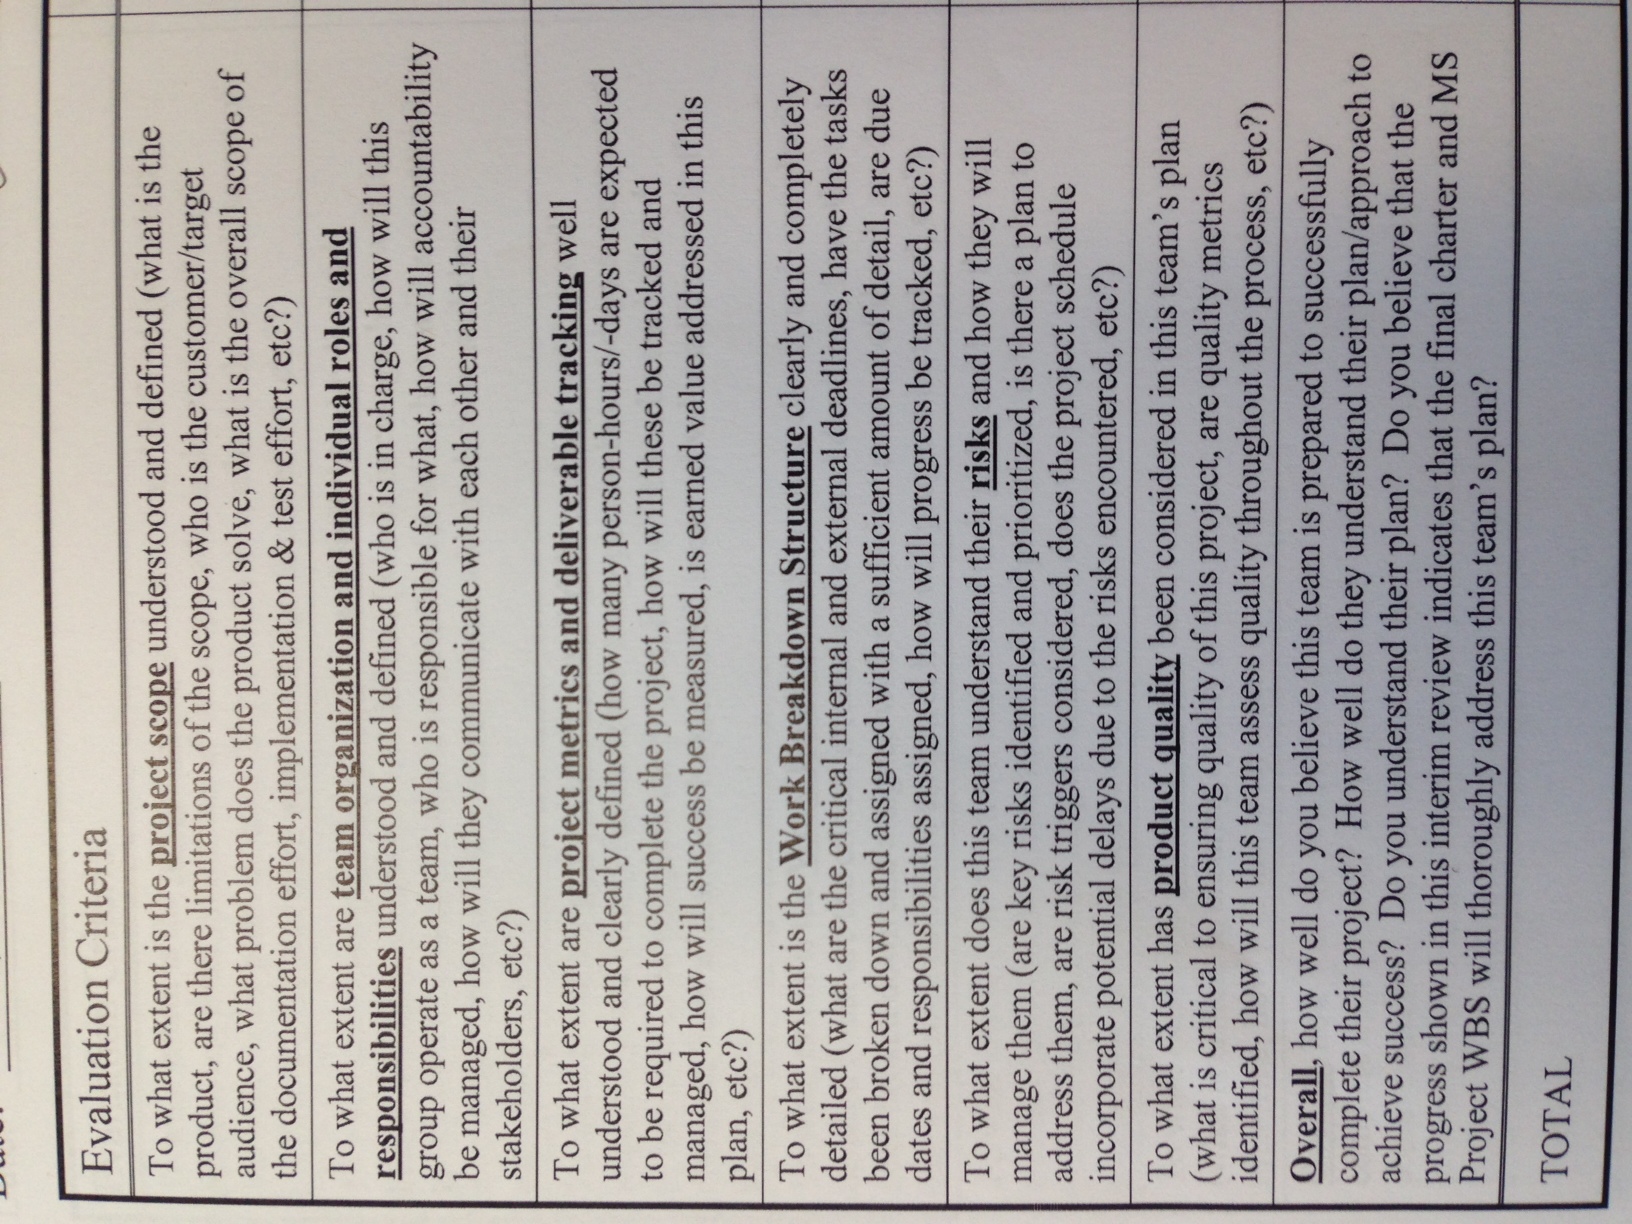 Date:
Evaluation Criteria
To what extent is the project scope understood and defined (what is the
product, are there limitations of the scope, who is the customer/target
audience, what problem does the product solve, what is the overall scope of
the documentation effort, implementation & test effort, etc?)
To what extent are team organization and individual roles and
responsibilities understood and defined (who is in charge, how will this
group operate as a team, who is responsible for what, how will accountability
be managed, how will they communicate with each other and their
stakeholders, etc?)
To what extent are project metrics and deliverable tracking well
understood and clearly defined (how many person-hours/-days are expected
to be required to complete the project, how will these be tracked and
managed, how will success be measured, is earned value addressed in this
plan, etc?)
To what extent is the Work Breakdown Structure clearly and completely
detailed (what are the critical internal and external deadlines, have the tasks
been broken down and assigned with a sufficient amount of detail, are due
dates and responsibilities assigned, how will progress be tracked, etc?)
To what extent does this team understand their risks and how they will
manage them (are key risks identified and prioritized, is there a plan to
address them, are risk triggers considered, does the project schedule
incorporate potential delays due to the risks encountered, etc?)
To what extent has product quality been considered in this team's plan
(what is critical to ensuring quality of this project, are quality metrics
identified, how will this team assess quality throughout the process, etc?)
Overall, how well do you believe this team is prepared to successfully
complete their project? How well do they understand their plan/approach to
achieve success? Do you understand their plan? Do you believe that the
progress shown in this interim review indicates that the final charter and MS
Project WBS will thoroughly address this team's plan?
TOTAL